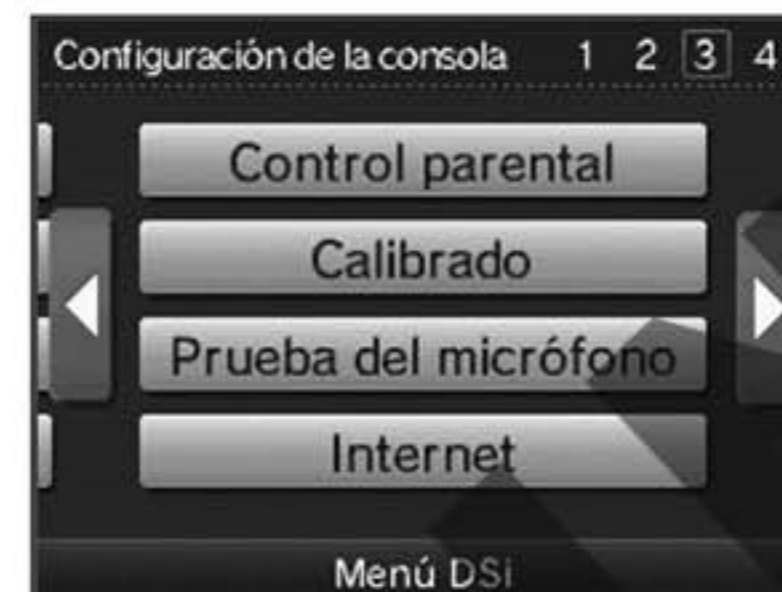 Configuración de la consola 1 2 3 4
Control parental
Calibrado
Prueba del micrófono
Internet
Menú DSi